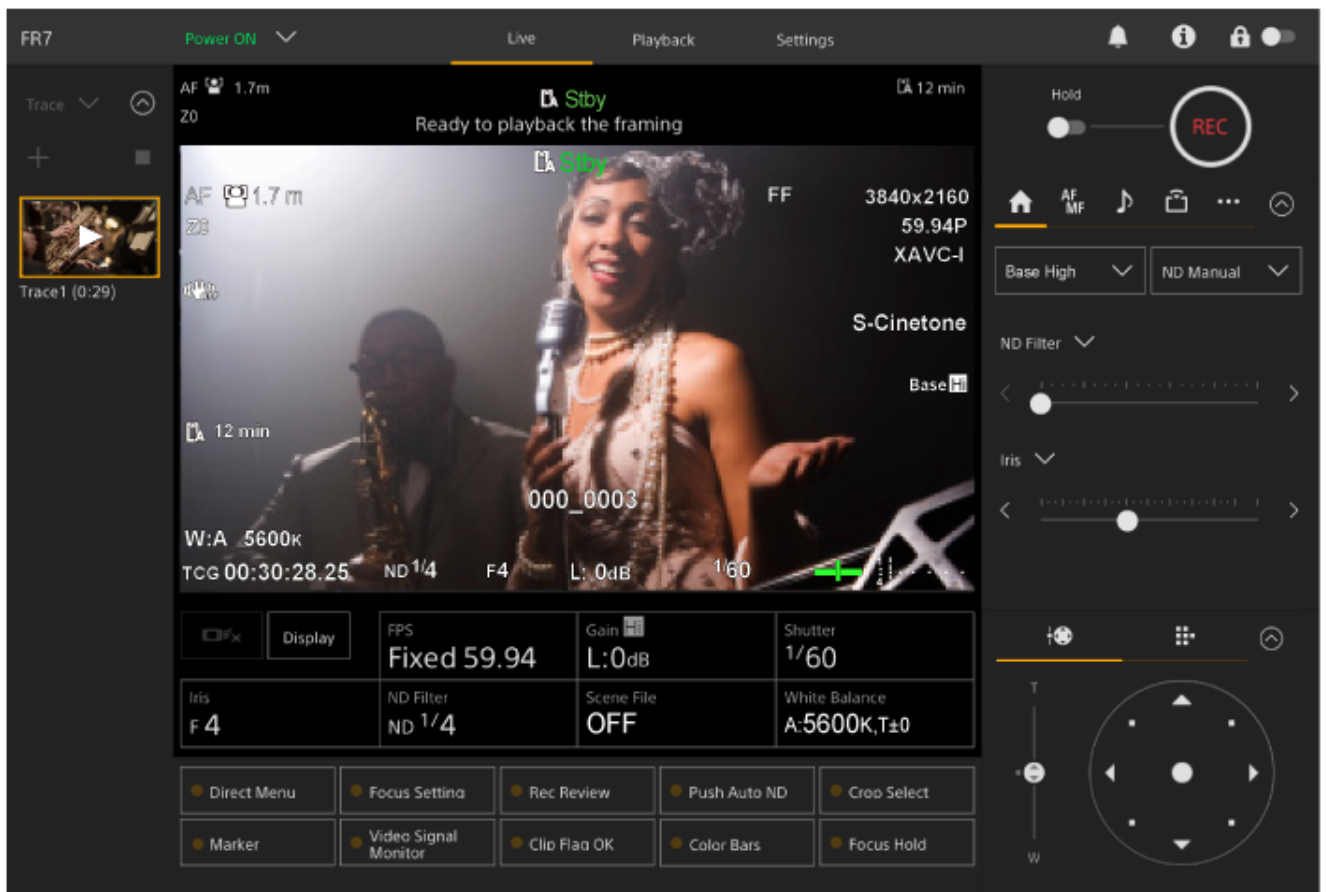 FR7
Power ON
Live
Playback
Settings
Trace
Trace1 (0:29)
AF 1.7m
Z0
Stby
Ready to playback the framing
12 min
Stby
AF 1.7 m
Z0
FF
3840x2160
59.94P
XAVC-I
S-Cinetone
Base Hi
12 min
000_0003
W:A 5600K
TCG 00:30:28.25 ND 1/4 F4 L: 0dB 1/60
Display
FPS
Fixed 59.94
Gain Hi
L:0dB
Shutter
1/60
Iris
F 4
ND Filter
ND 1/4
Scene File
OFF
White Balance
A:5600K,T±0
Direct Menu
Focus Setting
Rec Review
Push Auto ND
Crop Select
Marker
Video Signal
Monitor
Clip Flag OK
Color Bars
Focus Hold
Hold
REC
AF
MF
Base High
ND Manual
ND Filter
Iris
T
W